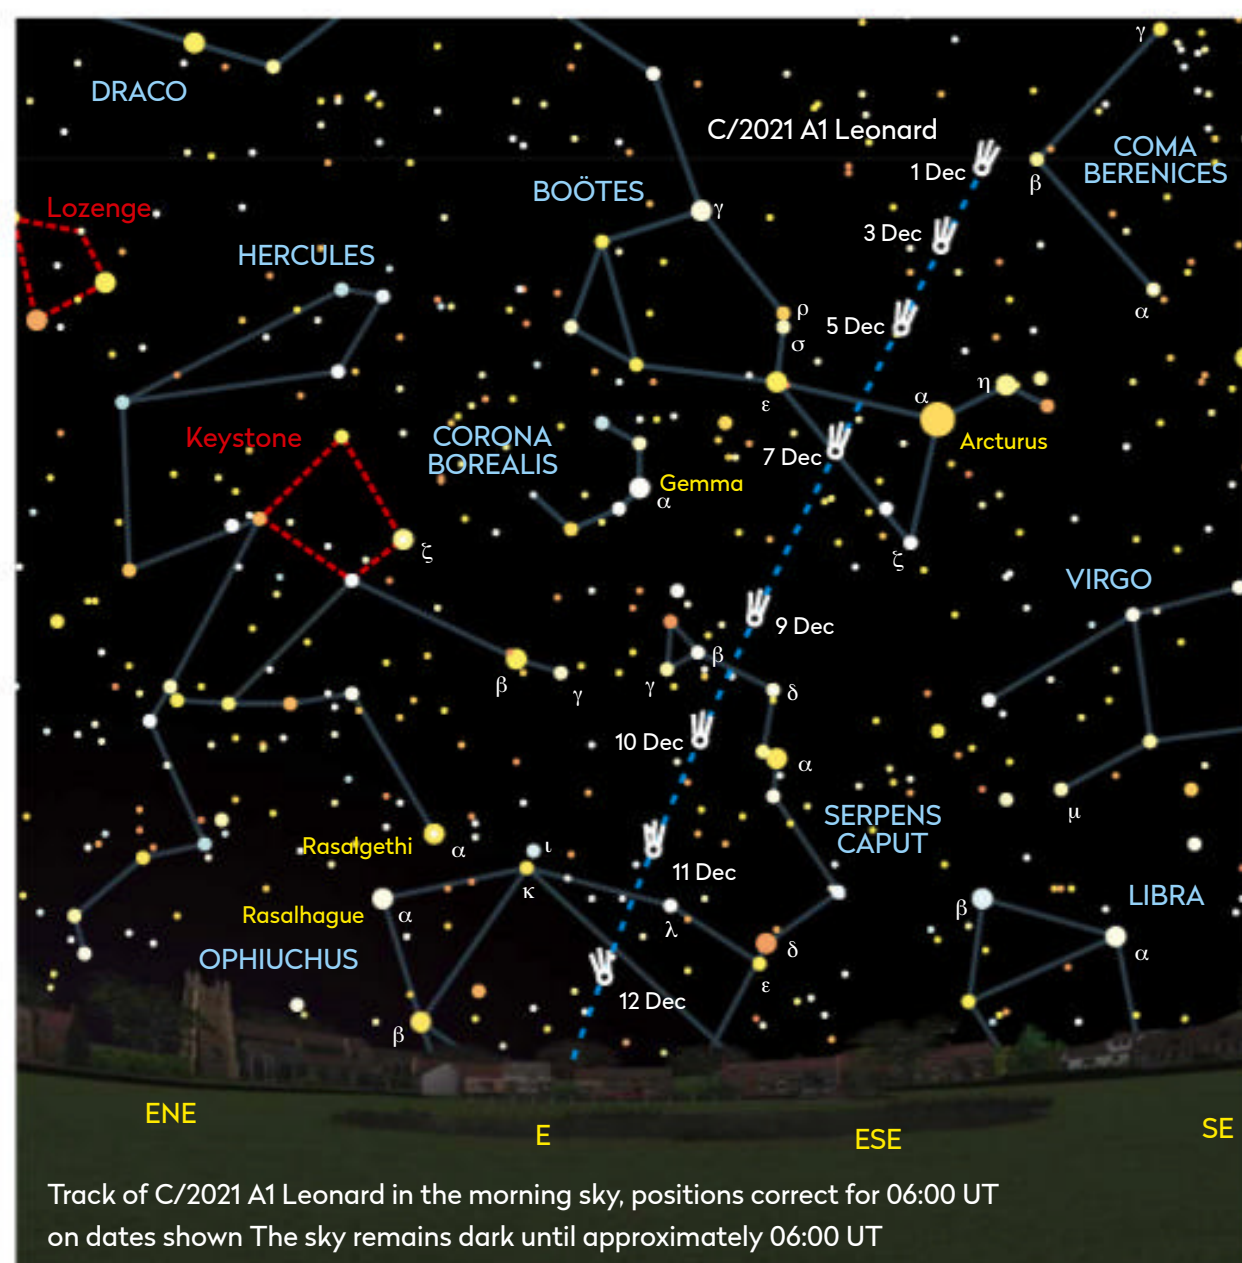 γ
DRACO
C/2021 A1 Leonard
COMA
BERENICES
1 Dec
β
BOÖTES
Lozenge
γ
3 Dec
HERCULES
α
ρ
5 Dec
σ
η
α
ε
Keystone
CORONA
BOREALIS
Arcturus
7 Dec
Gemma
α
ζ
ζ
VIRGO
9 Dec
β
β
γ
γ
δ
10 Dec
α
μ
SERPENS
CAPUT
Rasalgethi
α
ι
11 Dec
κ
LIBRA
β
Rasalhague
α
λ
δ
α
OPHIUCHUS
ε
12 Dec
β
ENE
E
ESE
SE
Track of C/2021 A1 Leonard in the morning sky, positions correct for 06:00 UT
on dates shown The sky remains dark until approximately 06:00 UT